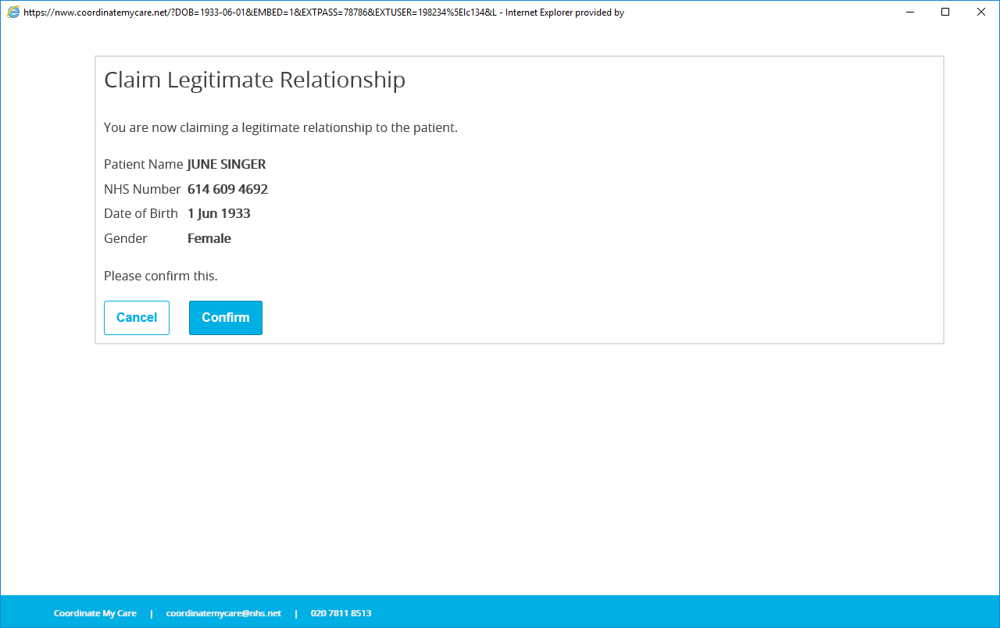 https://nww.coordinatemycare.net/?DOB=1933-06-01&EMBED=1&EXTPASS=78786&EXTUSER=198234%5Elc134&L - Internet Explorer provided by
Claim Legitimate Relationship
You are now claiming a legitimate relationship to the patient.
Patient Name JUNE SINGER
NHS Number 614 609 4692
Date of Birth 1 Jun 1933
Gender Female
Please confirm this.
Cancel Confirm
Coordinate My Care | coordinatemycare@nhs.net | 020 7811 8513